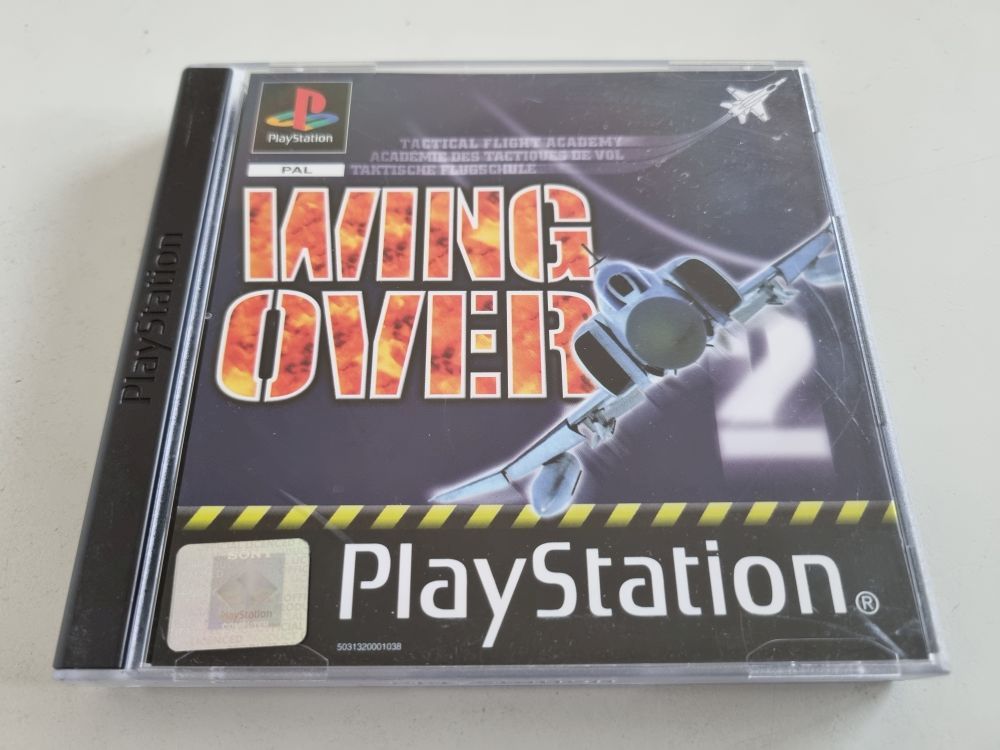 PlayStation
PlayStation
PAL
TACTICAL FLIGHT ACADEMY
ACADEMIE DES TACTIQUES DE VOL
TAKTISCHE FLUGSCHULE
WING
OVER
2
SONY
PlayStation
PlayStation®
5031320001038